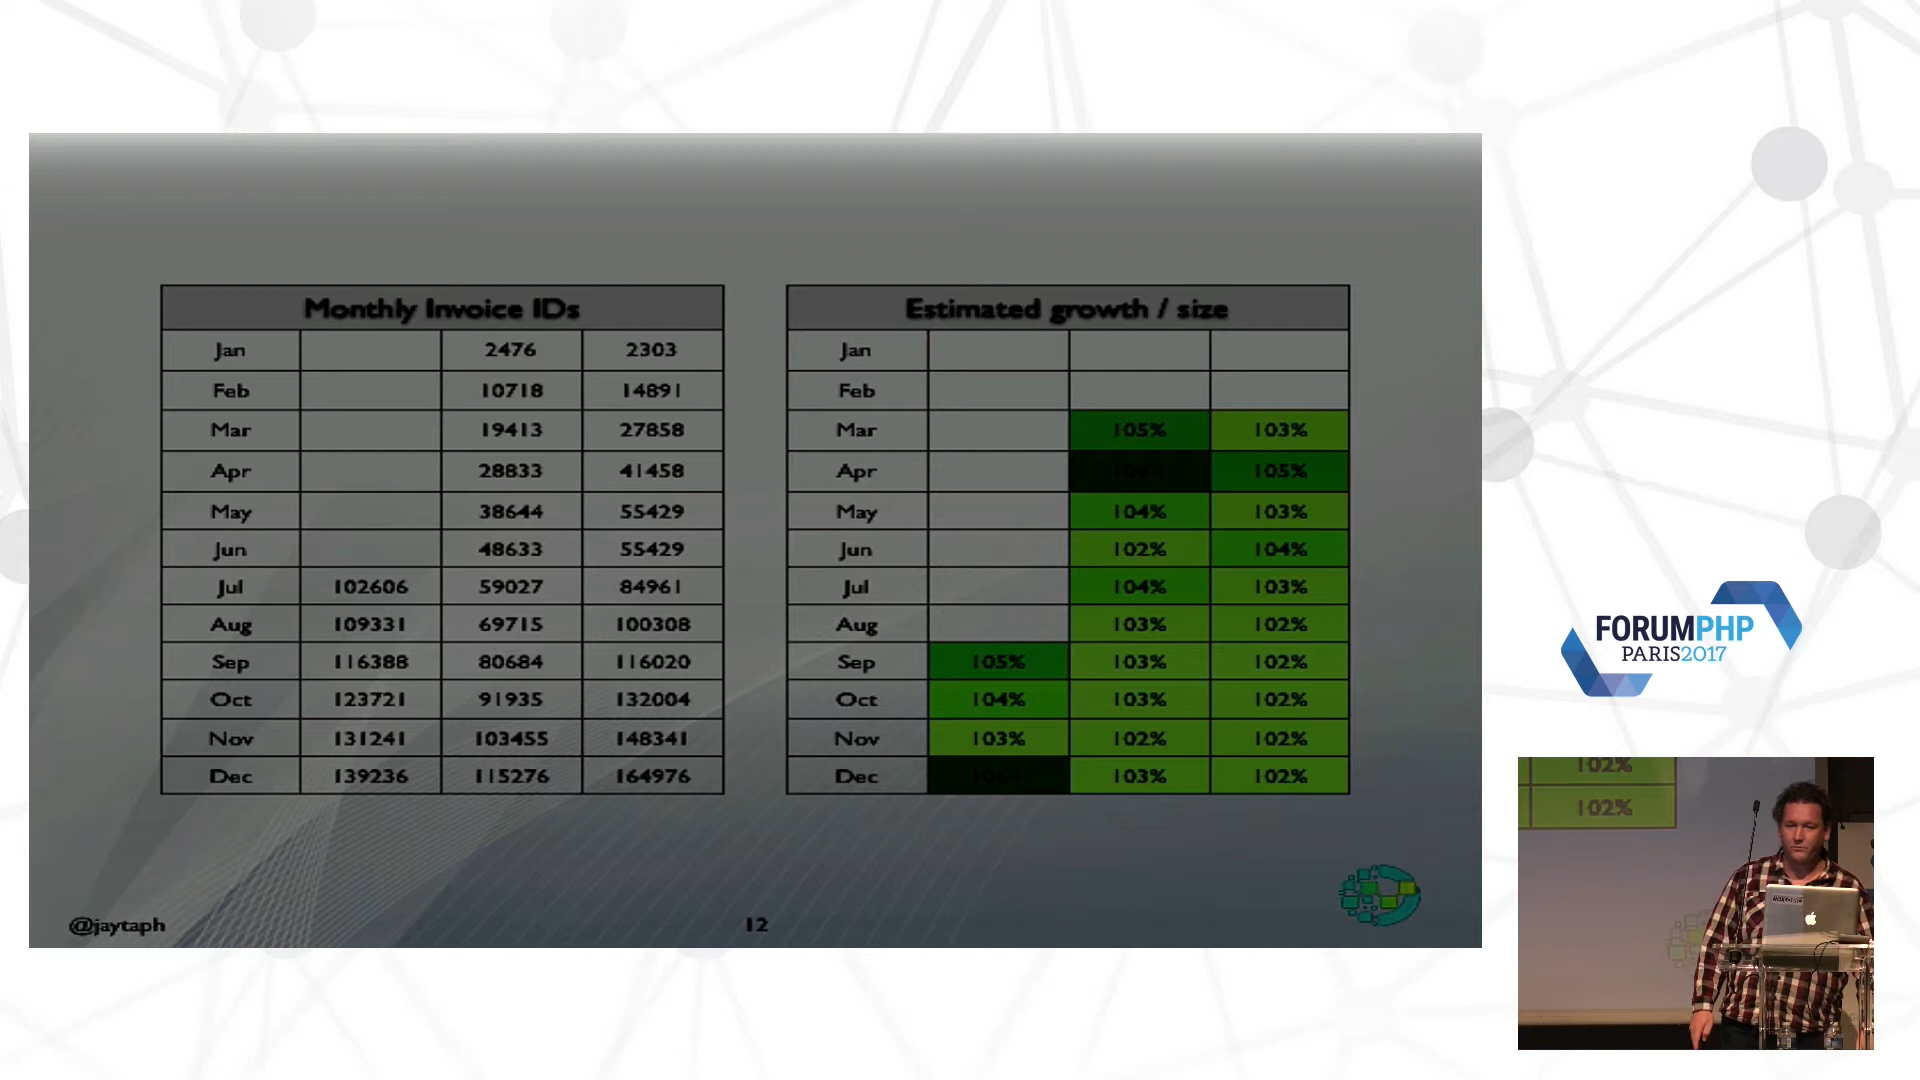 Monthly Invoice IDs
Jan 2476 2303
Feb 10718 14891
Mar 19413 27858
Apr 28833 41458
May 38644 55429
Jun 48633 55429
Jul 102606 59027 84961
Aug 109331 69715 100308
Sep 116388 80684 116020
Oct 123721 91935 132004
Nov 131241 103455 148341
Dec 139236 115276 164976
Estimated growth / size
Jan
Feb
Mar 105% 103%
Apr 105%
May 104% 103%
Jun 102% 104%
Jul 104% 103%
Aug 103% 102%
Sep 105% 103% 102%
Oct 104% 103% 102%
Nov 103% 102% 102%
Dec 103% 102%
@jaytaph
12
FORUMPHP
PARIS2017
102%
102%